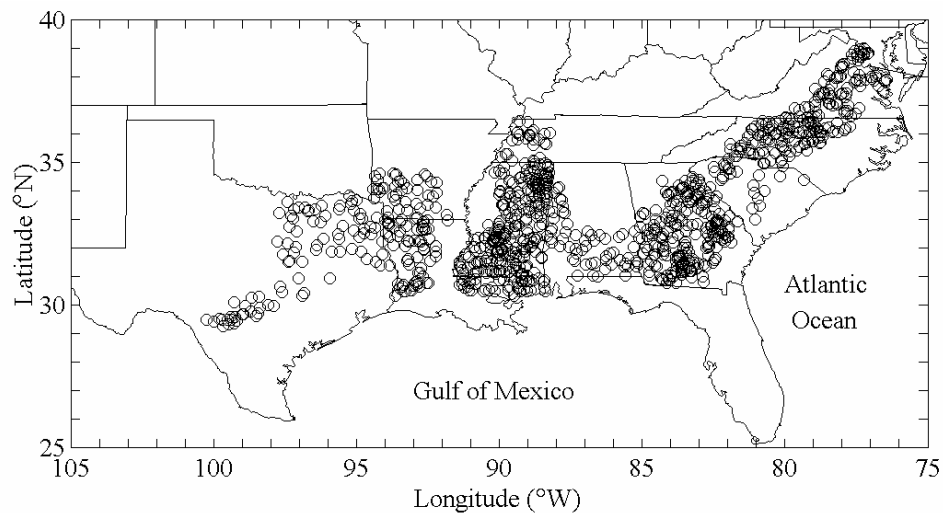 40
35
30
25
Latitude (°N)
Atlantic
Ocean
Gulf of Mexico
105 100 95 90 85 80 75
Longitude (°W)